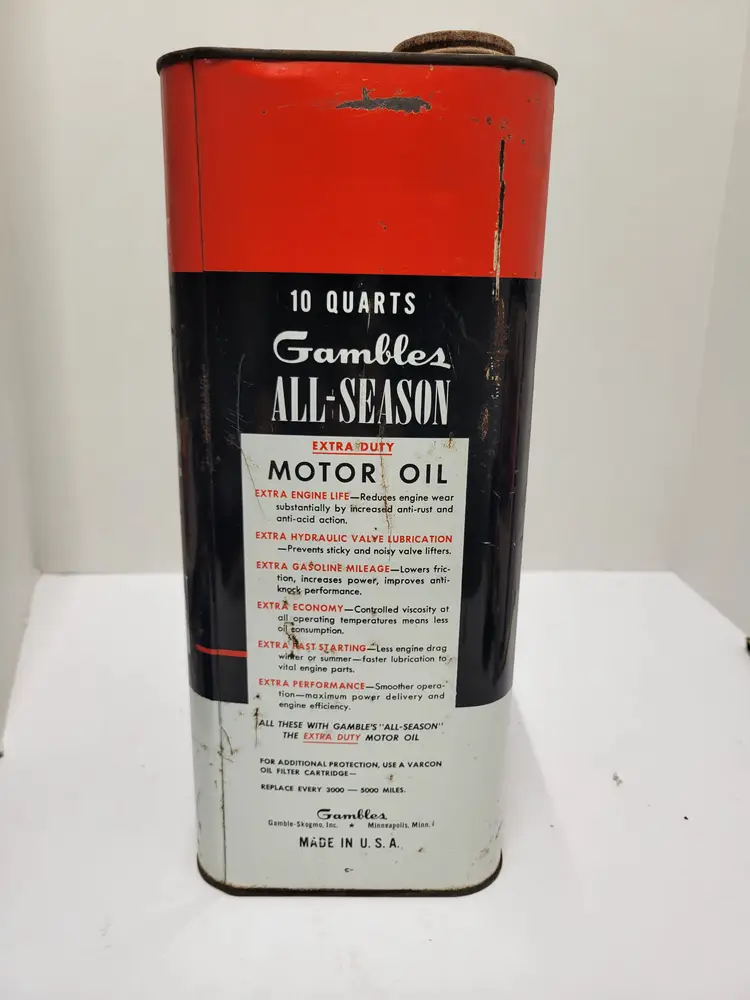 10 QUARTS
Gambles
ALL-SEASON
EXTRA DUTY
MOTOR OIL
EXTRA ENGINE LIFE—Reduces engine wear
substantially by increased anti-rust and
anti-acid action.
EXTRA HYDRAULIC VALVE LUBRICATION
—Prevents sticky and noisy valve lifters.
EXTRA GASOLINE MILEAGE—Lowers fric-
tion, increases power, improves anti-
knock performance.
EXTRA ECONOMY—Controlled viscosity at
all operating temperatures means less
oil consumption.
EXTRA FAST STARTING—Less engine drag
winter or summer—faster lubrication to
vital engine parts.
EXTRA PERFORMANCE—Smoother opera-
tion—maximum power delivery and
engine efficiency.
ALL THESE WITH GAMBLE'S "ALL-SEASON"
THE EXTRA DUTY MOTOR OIL
FOR ADDITIONAL PROTECTION, USE A VARCON
OIL FILTER CARTRIDGE—
REPLACE EVERY 3000 — 5000 MILES.
Gambles
Gamble-Skogmo, Inc. ★ Minneapolis, Minn.
MADE IN U. S. A.
C-